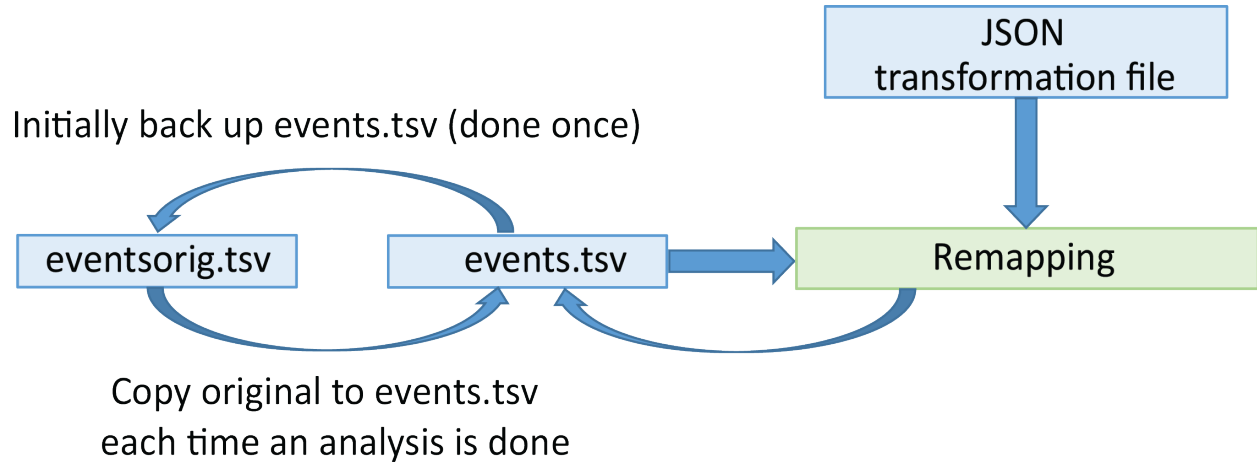 JSON
transformation file
Initially back up events.tsv (done once)
eventsorig.tsv
events.tsv
Remapping
Copy original to events.tsv
each time an analysis is done